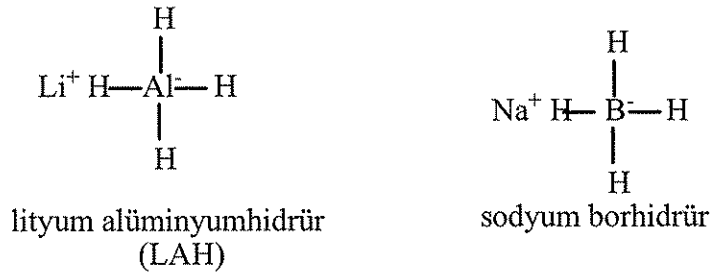 H
Li⁺ H—Al⁻—H
H
lityum alüminyumhidrür
(LAH)
H
Na⁺ H—B⁻—H
H
sodyum borhidrür